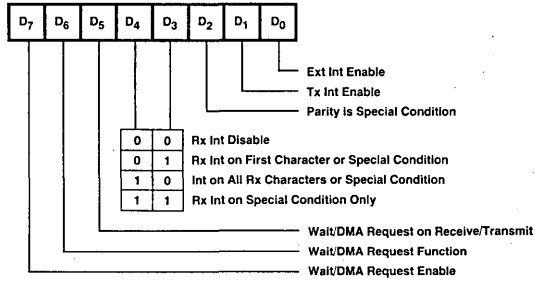 D7 D6 D5 D4 D3 D2 D1 D0
Ext Int Enable
Tx Int Enable
Parity is Special Condition
0 0 Rx Int Disable
0 1 Rx Int on First Character or Special Condition
1 0 Int on All Rx Characters or Special Condition
1 1 Rx Int on Special Condition Only
Wait/DMA Request on Receive/Transmit
Wait/DMA Request Function
Wait/DMA Request Enable